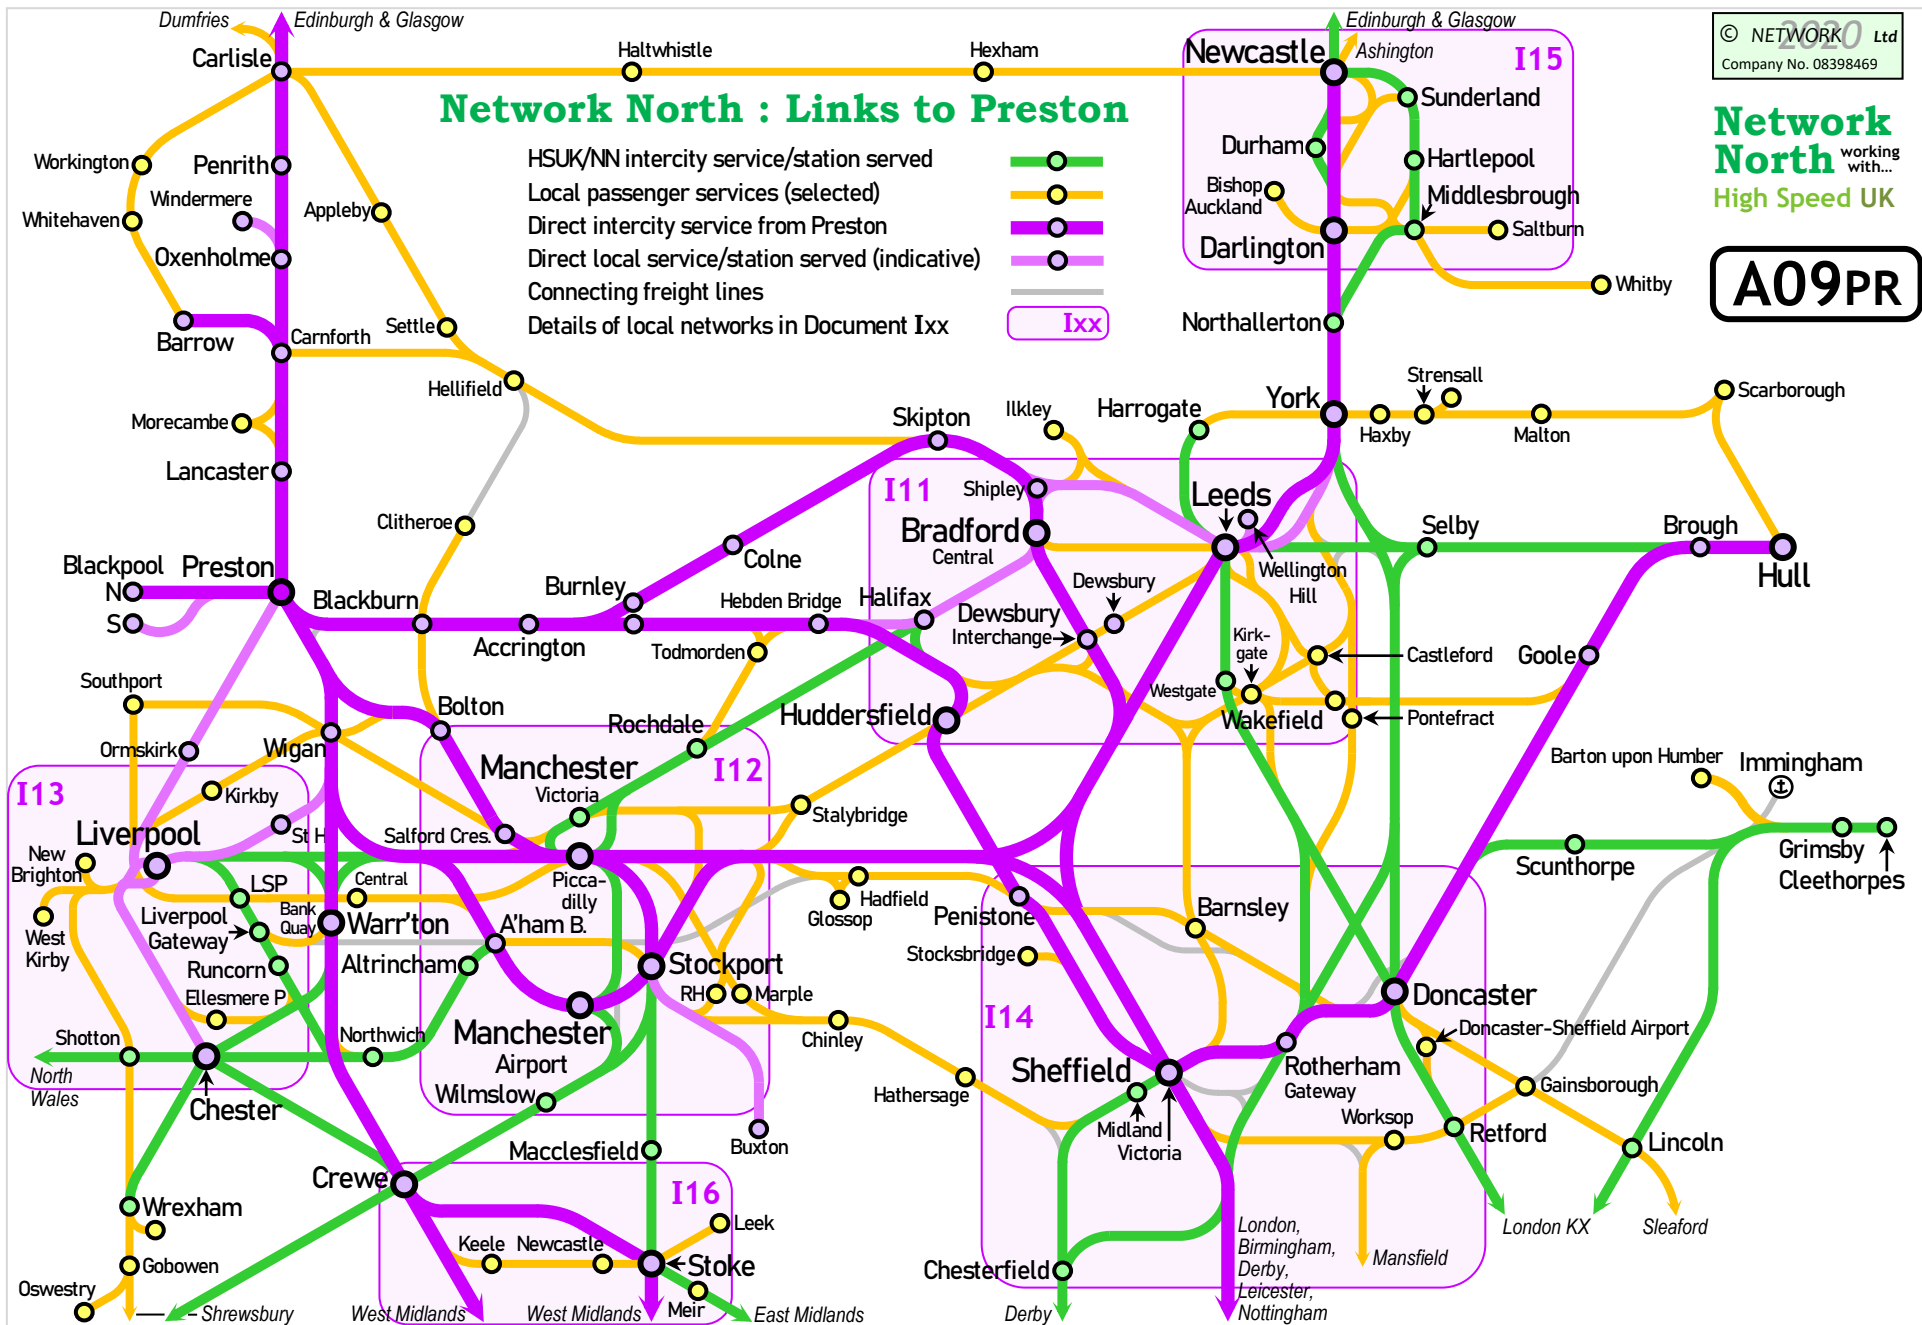 Dumfries
Edinburgh & Glasgow
Carlisle
Haltwhistle
Hexham
Newcastle
Edinburgh & Glasgow
Ashington
I15
© NETWORK 2020 Ltd
Company No. 08398469
Network North : Links to Preston
HSUK/NN intercity service/station served
Local passenger services (selected)
Direct intercity service from Preston
Direct local service/station served (indicative)
Connecting freight lines
Details of local networks in Document Ixx
Ixx
Network
North working
with...
High Speed UK
A09PR
Sunderland
Durham
Hartlepool
Bishop
Auckland
Middlesbrough
Darlington
Saltburn
Whitby
Northallerton
Workington
Penrith
Windermere
Whitehaven
Appleby
Oxenholme
Barrow
Carnforth
Settle
Hellifield
Morecambe
Lancaster
Clitheroe
Skipton
Ilkley
Harrogate
York
Strensall
Haxby
Malton
Scarborough
I11
Shipley
Leeds
Bradford
Central
Selby
Brough
Hull
Wellington
Hill
Blackpool
N
S
Preston
Blackburn
Accrington
Burnley
Colne
Hebden Bridge
Todmorden
Halifax
Dewsbury
Dewsbury
Interchange
Kirk-
gate
Castleford
Westgate
Wakefield
Pontefract
Goole
Huddersfield
Southport
Ormskirk
Wigan
Bolton
Rochdale
I13
Kirkby
Liverpool
St H
New
Brighton
LSP
Central
West
Kirby
Liverpool
Gateway
Bank
Quay
Warr'ton
Runcorn
Ellesmere P
Altrincham
Shotton
North
Wales
Northwich
Chester
I12
Manchester
Victoria
Salford Cres.
Stalybridge
Picca-
dilly
A'ham B.
Hadfield
Glossop
Stockport
RH
Marple
Manchester
Airport
Chinley
Wilmslow
Buxton
Macclesfield
Hathersage
Barton upon Humber
Immingham
Scunthorpe
Grimsby
Cleethorpes
Penistone
Barnsley
Stocksbridge
I14
Doncaster
Doncaster-Sheffield Airport
Sheffield
Rotherham
Gateway
Gainsborough
Midland
Victoria
Worksop
Retford
Lincoln
Crewe
I16
Wrexham
Leek
Keele
Newcastle
Stoke
Meir
Gobowen
Oswestry
Shrewsbury
West Midlands
West Midlands
East Midlands
Chesterfield
Derby
London,
Birmingham,
Derby,
Leicester,
Nottingham
Mansfield
London KX
Sleaford